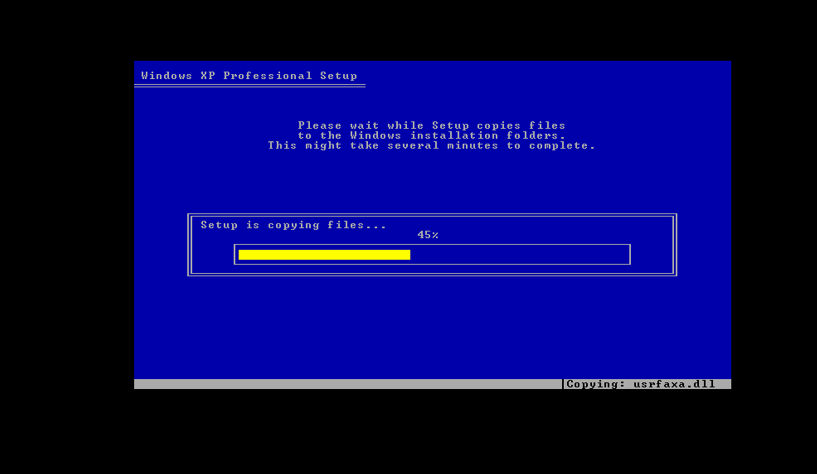 Windows XP Professional Setup
Please wait while Setup copies files
to the Windows installation folders.
This might take several minutes to complete.
Setup is copying files...
45%
Copying: usrfaxa.dll